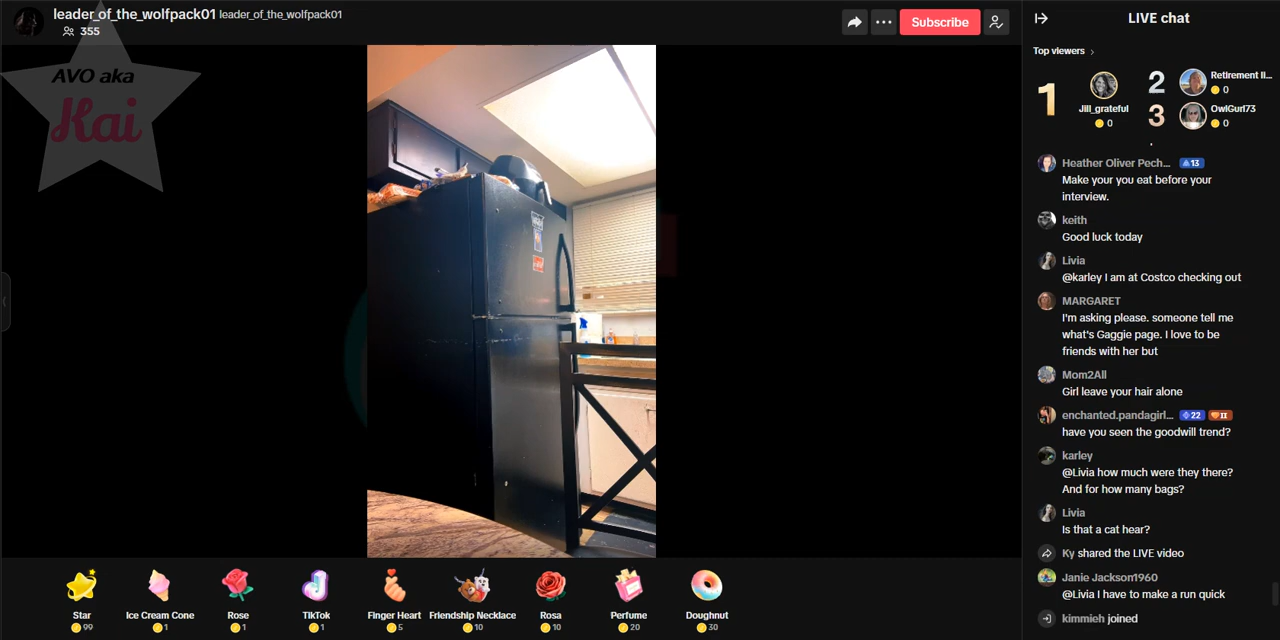 leader_of_the_wolfpack01 leader_of_the_wolfpack01
355
AVO aka
Kai
Subscribe
LIVE chat
Top viewers
1
Jill_grateful
0
2
Retirement li...
0
3
OwlGurl73
0
Heather Oliver Pech... 13
Make your you eat before your
interview.
keith
Good luck today
Livia
@karley I am at Costco checking out
MARGARET
I'm asking please. someone tell me
what's Gaggie page. I love to be
friends with her but
Mom2All
Girl leave your hair alone
enchanted.pandagirl... 22 II
have you seen the goodwill trend?
karley
@Livia how much were they there?
And for how many bags?
Livia
Is that a cat hear?
Ky shared the LIVE video
Janie Jackson1960
@Livia I have to make a run quick
kimmieh joined
Star
99
Ice Cream Cone
1
Rose
1
TikTok
1
Finger Heart
5
Friendship Necklace
10
Rosa
10
Perfume
20
Doughnut
30